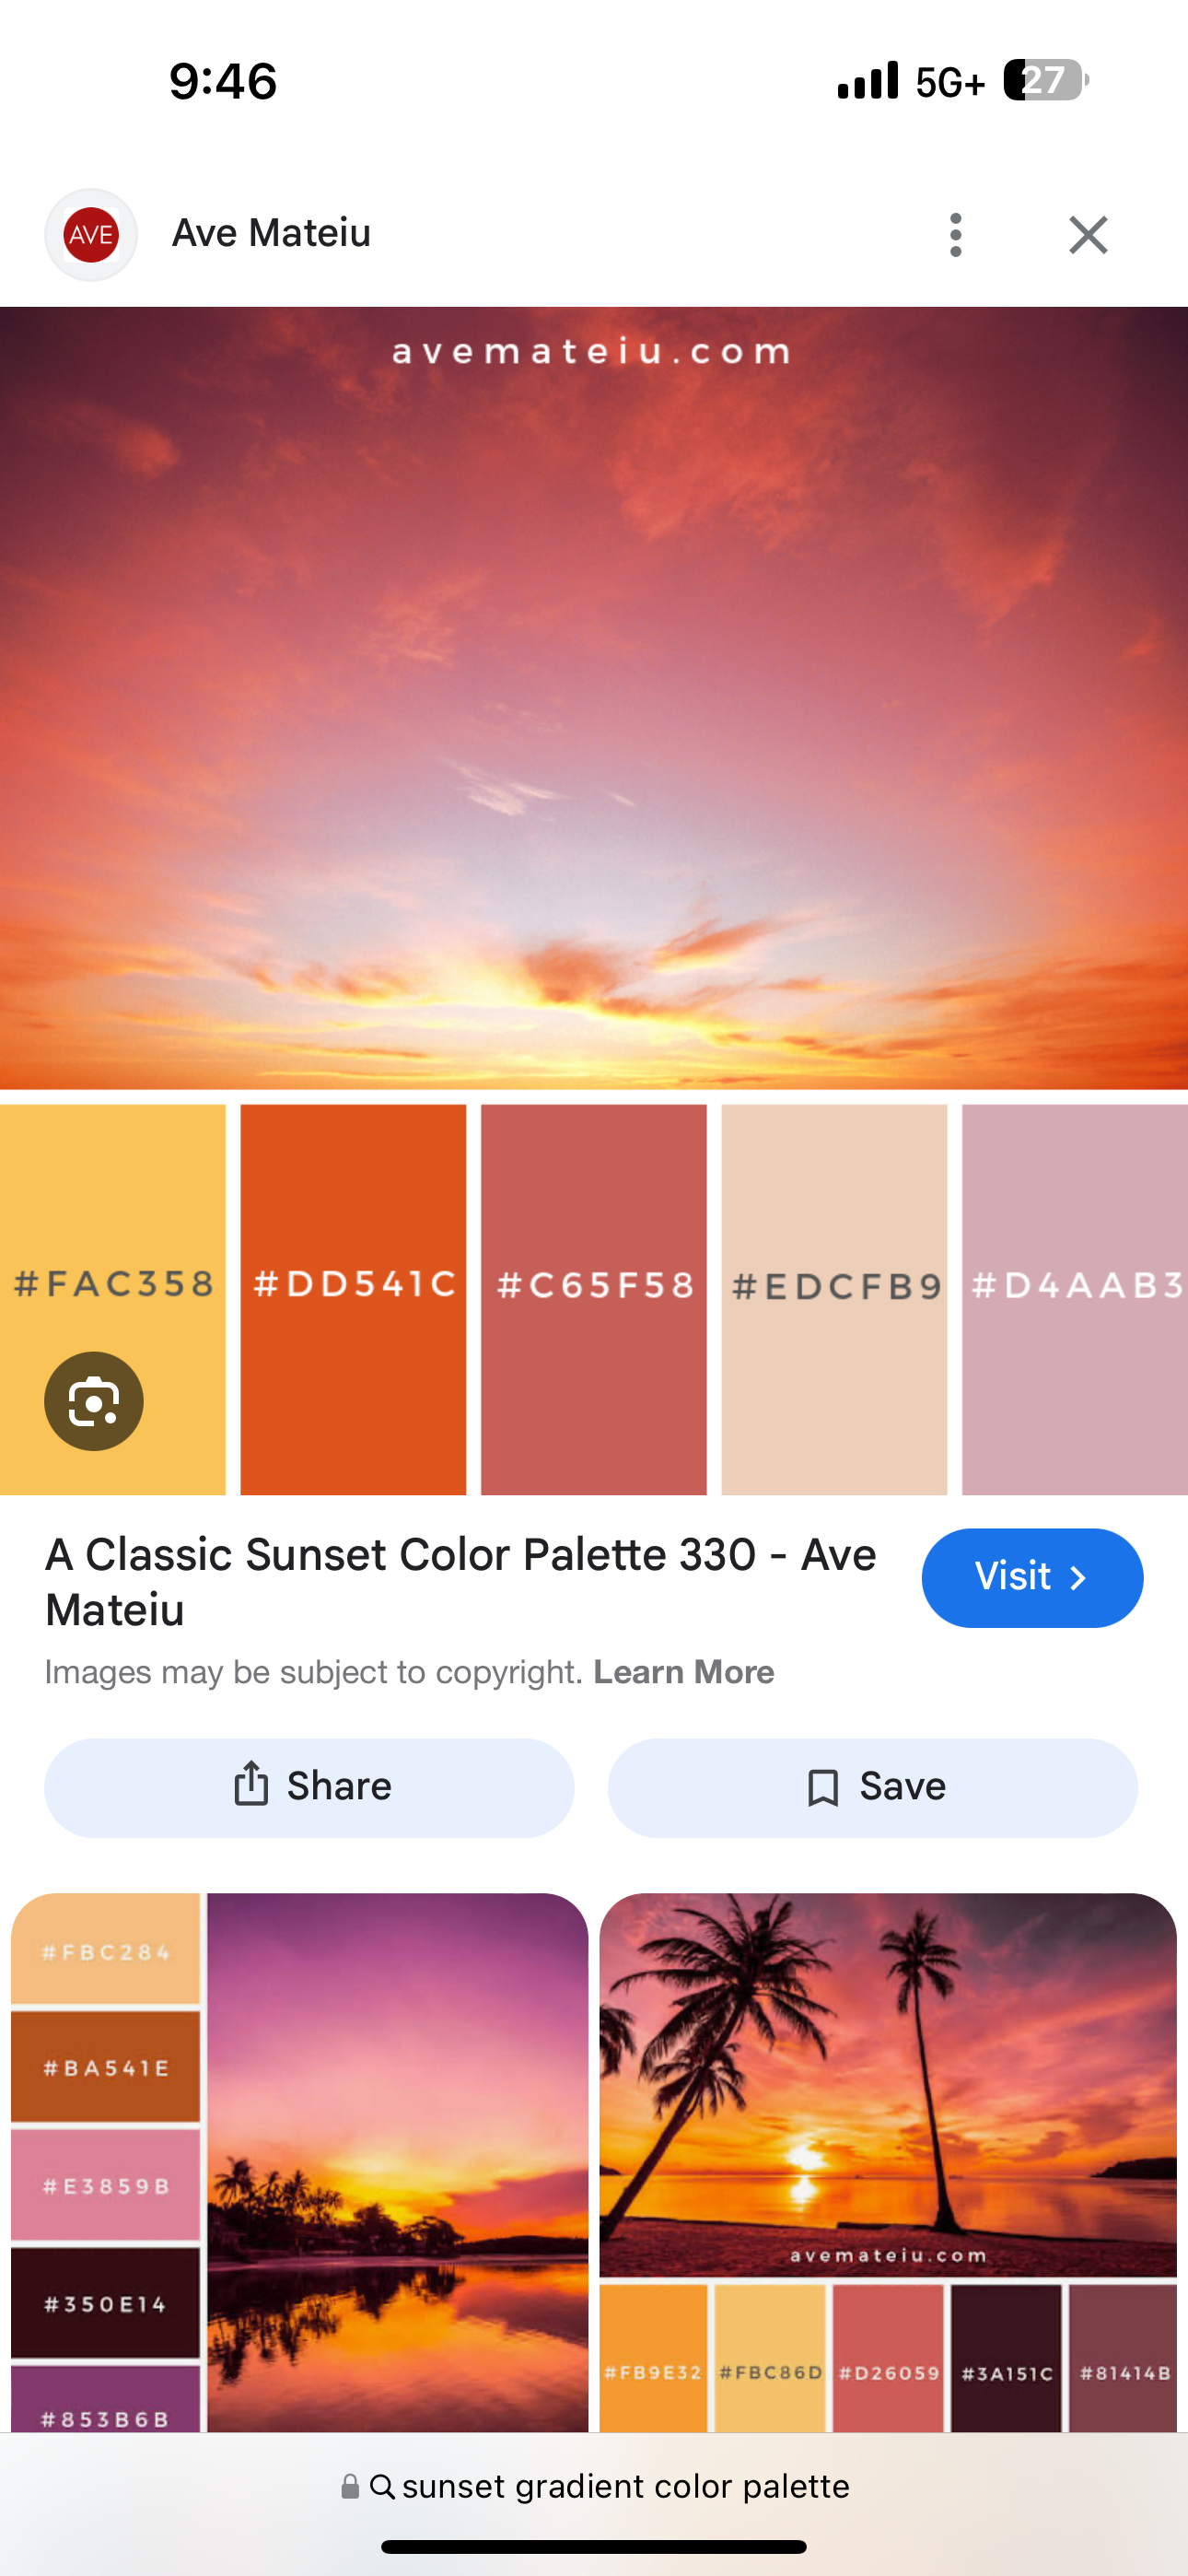 9:46
5G+
27
AVE
Ave Mateiu
avemateiu.com
#FAC358
#DD541C
#C65F58
#EDCFB9
#D4AAB3
A Classic Sunset Color Palette 330 - Ave
Mateiu
Visit
Images may be subject to copyright. Learn More
Share
Save
#FBC284
#BA541E
#E3859B
#350E14
#853B6B
avemateiu.com
#FB9E32
#FBC86D
#D26059
#3A151C
#81414B
sunset gradient color palette